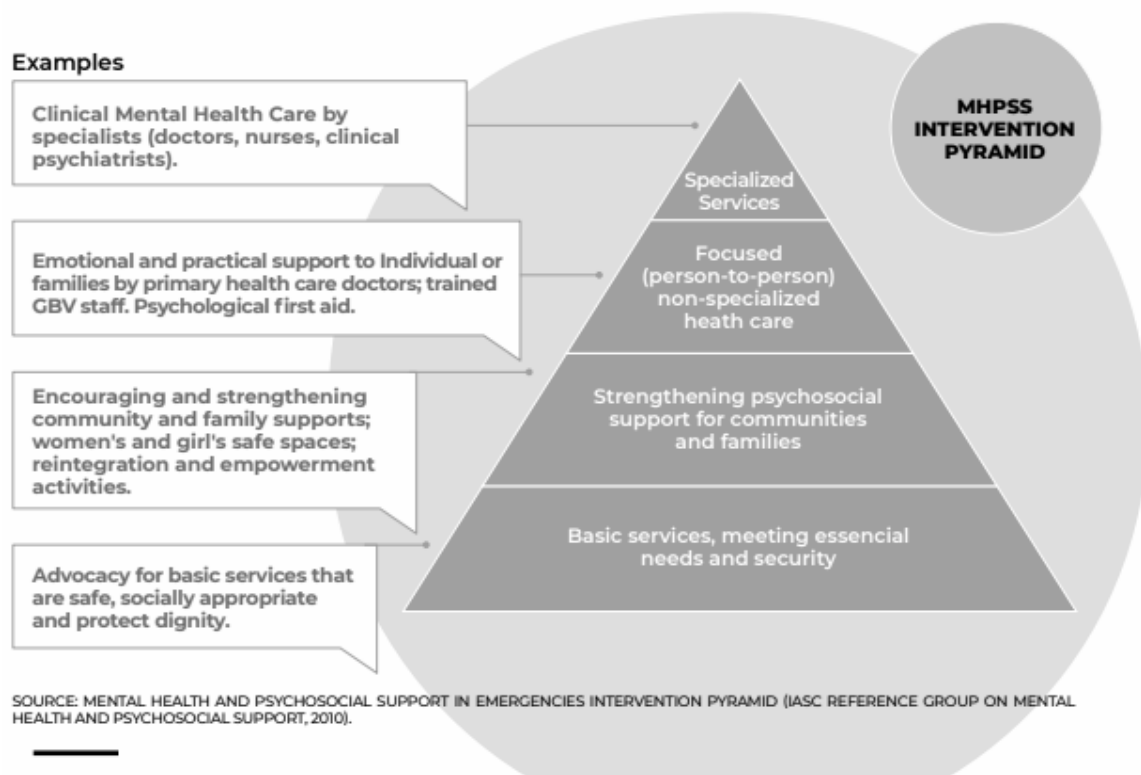 Examples
Clinical Mental Health Care by
specialists (doctors, nurses, clinical
psychiatrists).
Emotional and practical support to Individual or
families by primary health care doctors; trained
GBV staff. Psychological first aid.
Encouraging and strengthening
community and family supports;
women's and girl's safe spaces;
reintegration and empowerment
activities.
Advocacy for basic services that
are safe, socially appropriate
and protect dignity.
MHPSS
INTERVENTION
PYRAMID
Specialized
Services
Focused
(person-to-person)
non-specialized
heath care
Strengthening psychosocial
support for communities
and families
Basic services, meeting essencial
needs and security
SOURCE: MENTAL HEALTH AND PSYCHOSOCIAL SUPPORT IN EMERGENCIES INTERVENTION PYRAMID (IASC REFERENCE GROUP ON MENTAL
HEALTH AND PSYCHOSOCIAL SUPPORT, 2010).